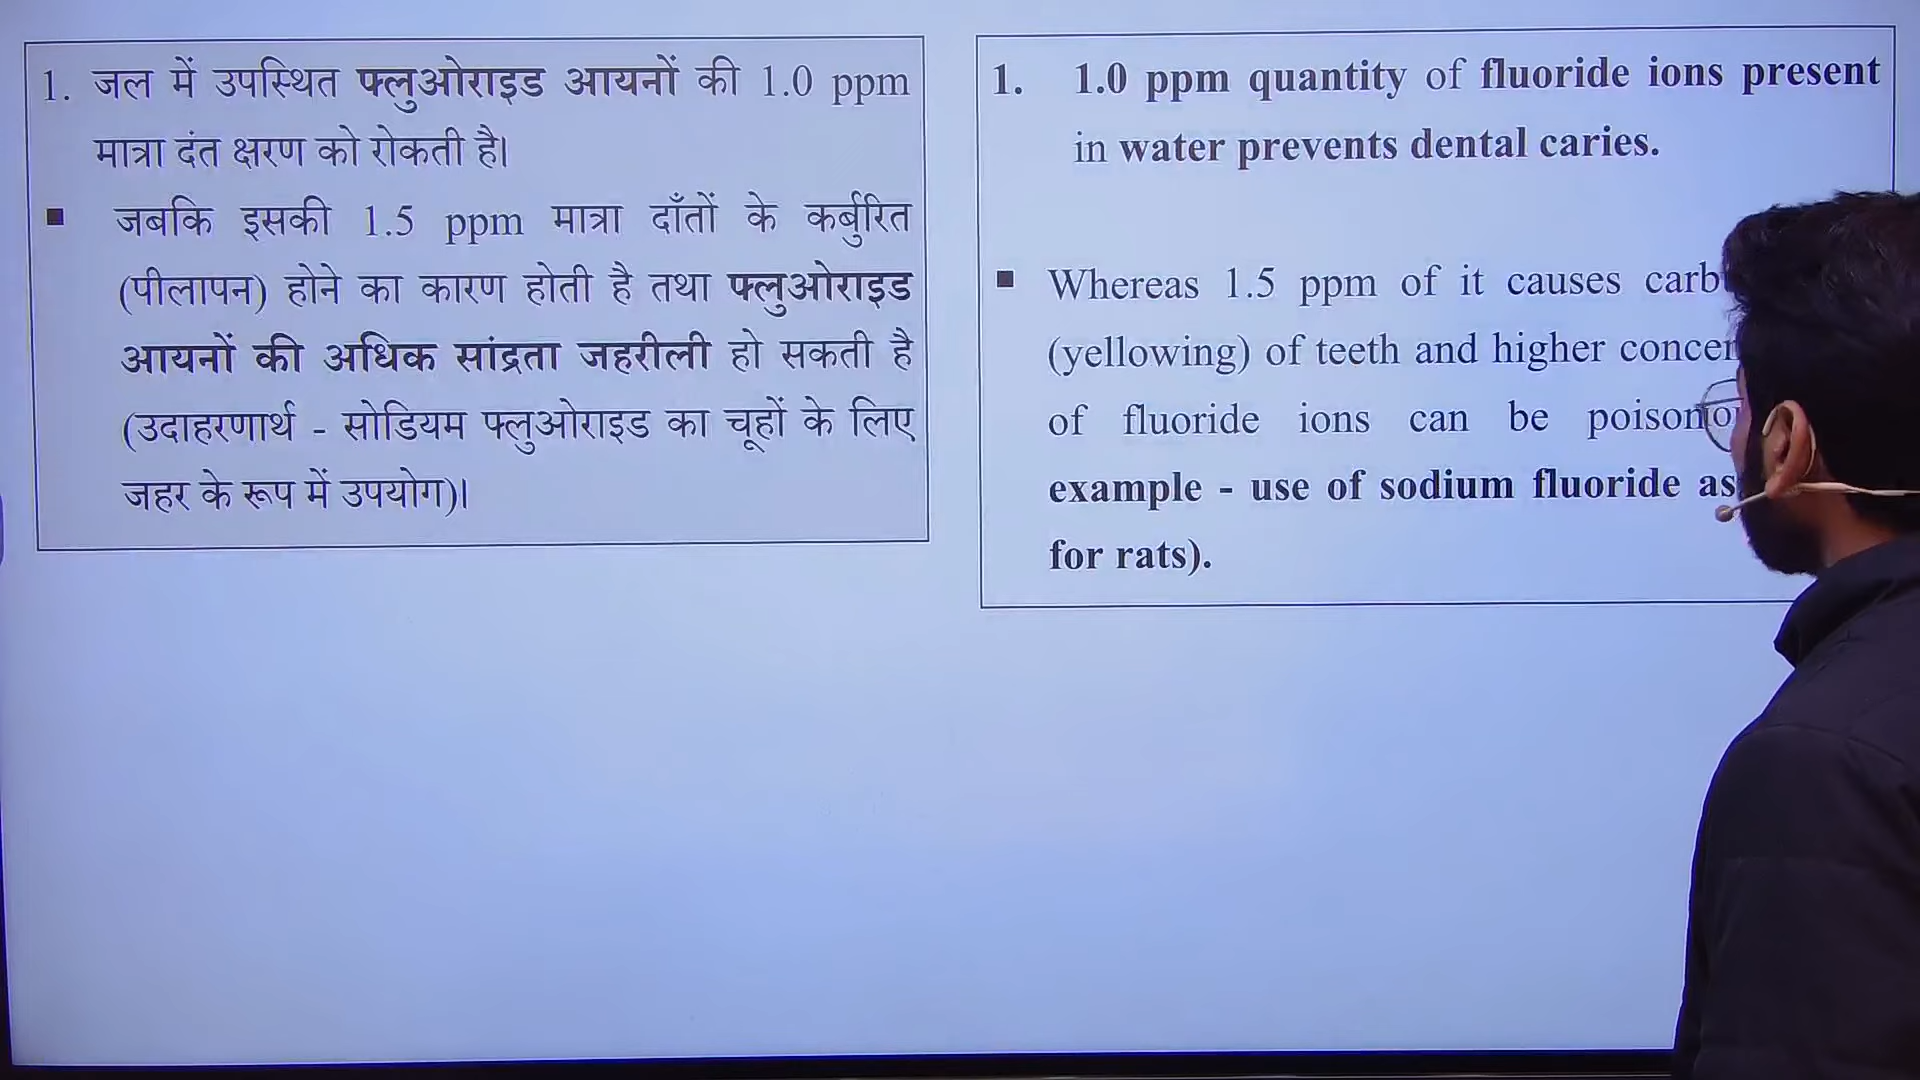 1. जल में उपस्थित फ्लुओराइड आयनों की 1.0 ppm
मात्रा दंत क्षरण को रोकती है।
▪ जबकि इसकी 1.5 ppm मात्रा दाँतों के कर्बुरित
(पीलापन) होने का कारण होती है तथा फ्लुओराइड
आयनों की अधिक सांद्रता जहरीली हो सकती है
(उदाहरणार्थ - सोडियम फ्लुओराइड का चूहों के लिए
जहर के रूप में उपयोग)।
1. 1.0 ppm quantity of fluoride ions present
in water prevents dental caries.
▪ Whereas 1.5 ppm of it causes
(yellowing) of teeth and higher
of fluoride ions can be
example - use of sodium fluoride as
for rats).